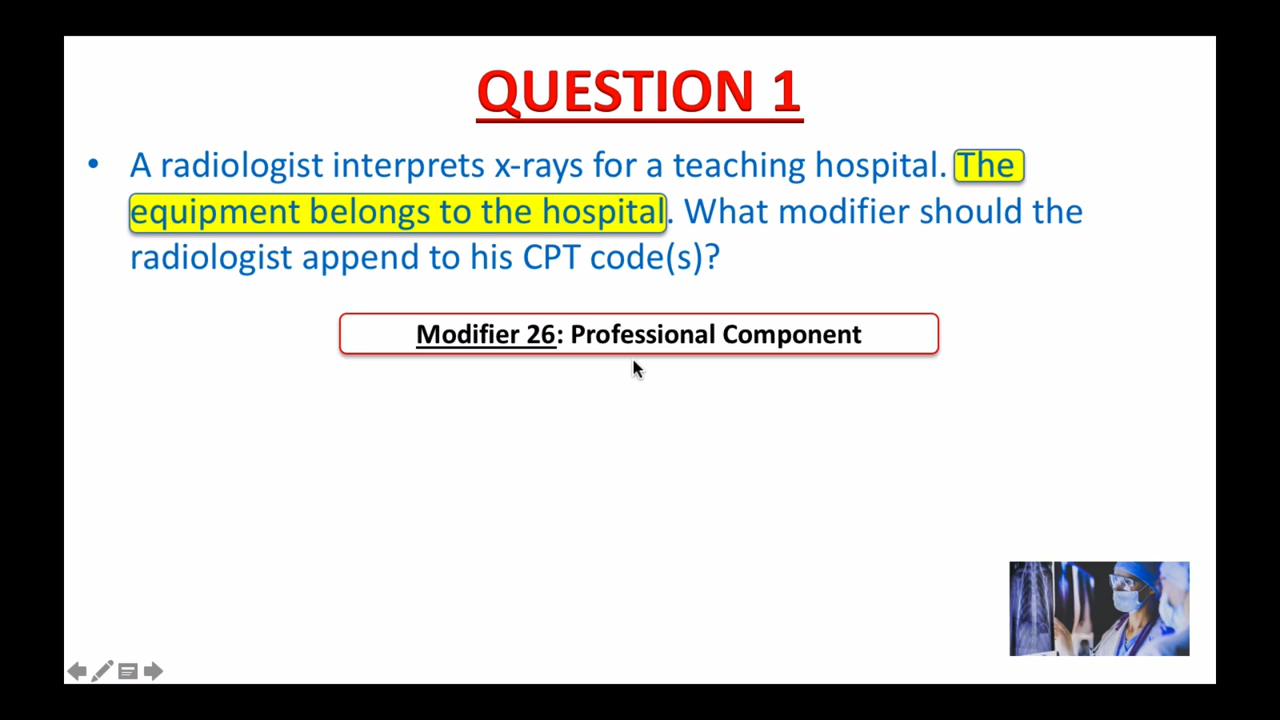 QUESTION 1
• A radiologist interprets x-rays for a teaching hospital. The
equipment belongs to the hospital. What modifier should the
radiologist append to his CPT code(s)?
Modifier 26: Professional Component